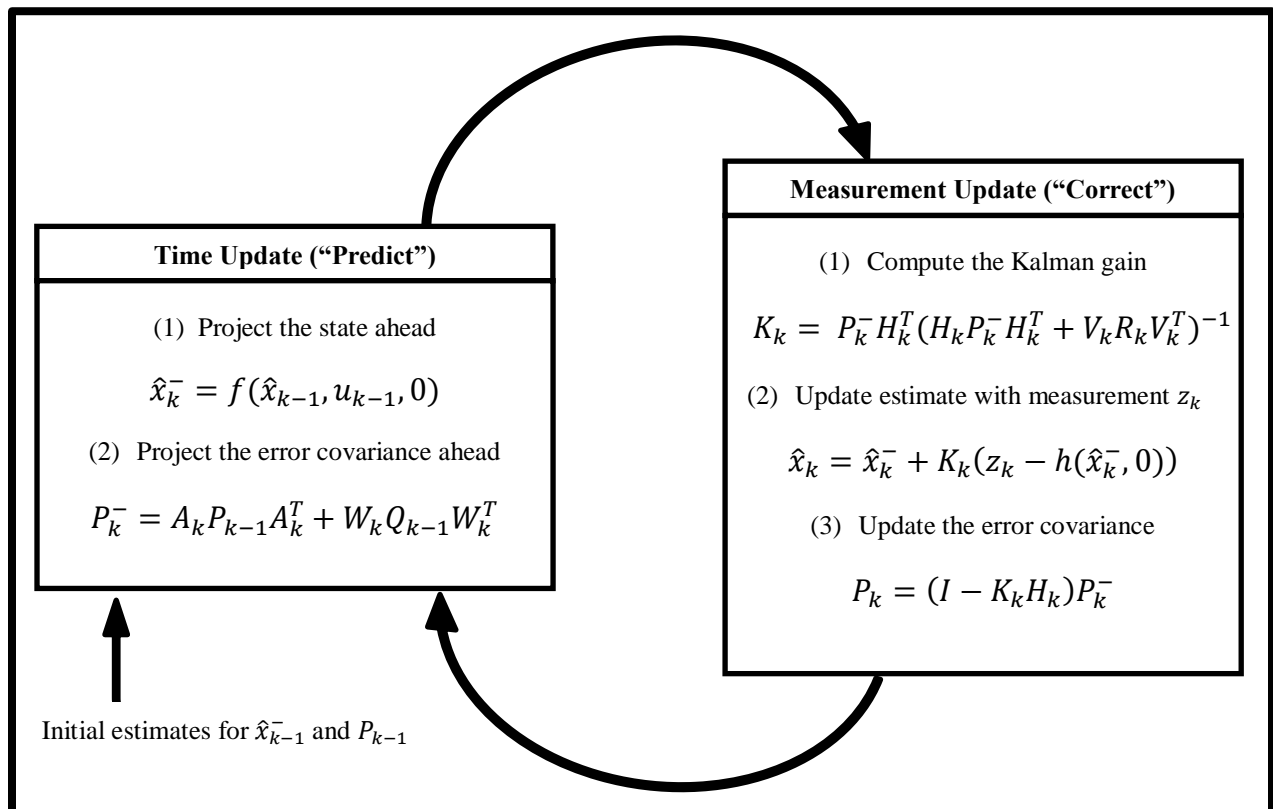 Time Update (“Predict”)
(1) Project the state ahead
x̂ₖ⁻ = f(x̂ₖ₋₁, uₖ₋₁, 0)
(2) Project the error covariance ahead
Pₖ⁻ = AₖPₖ₋₁Aₖᵀ + WₖQₖ₋₁Wₖᵀ
Initial estimates for x̂ₖ₋₁⁻ and Pₖ₋₁
Measurement Update (“Correct”)
(1) Compute the Kalman gain
Kₖ = Pₖ⁻Hₖᵀ(HₖPₖ⁻Hₖᵀ + VₖRₖVₖᵀ)⁻¹
(2) Update estimate with measurement zₖ
x̂ₖ = x̂ₖ⁻ + Kₖ(zₖ − h(x̂ₖ⁻, 0))
(3) Update the error covariance
Pₖ = (I − KₖHₖ)Pₖ⁻